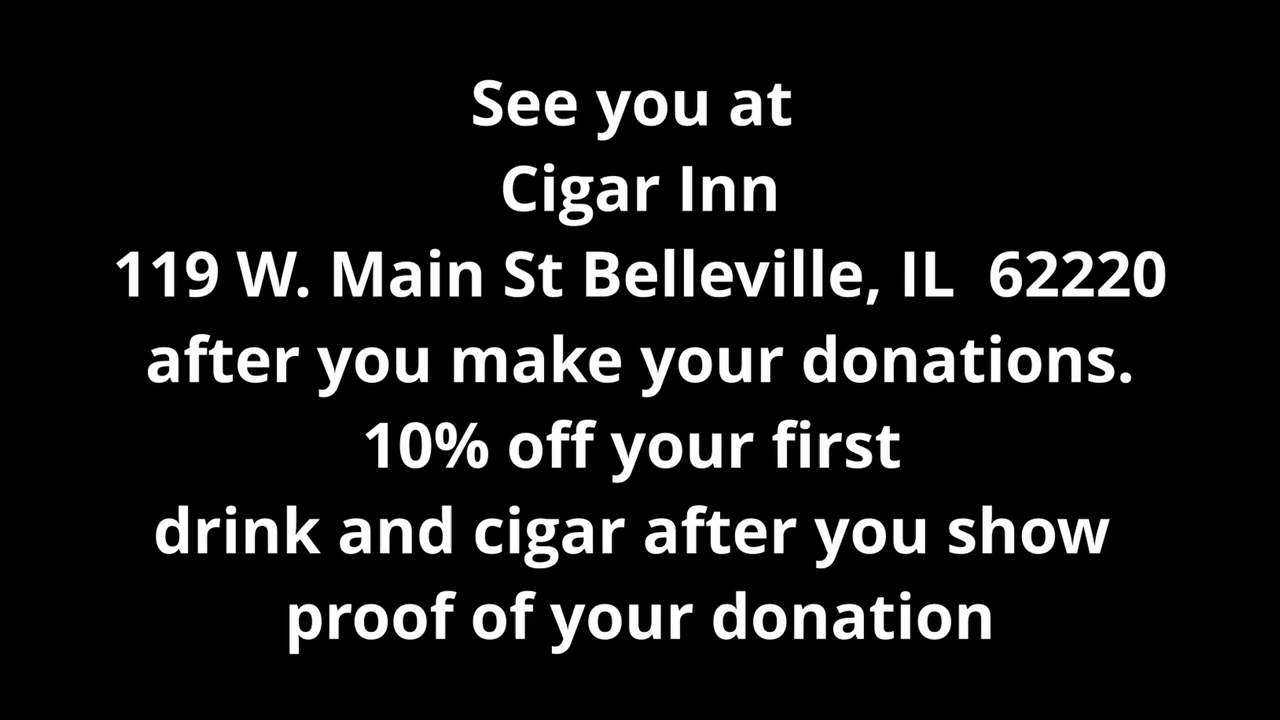 See you at
Cigar Inn
119 W. Main St Belleville, IL  62220
after you make your donations.
10% off your first
drink and cigar after you show
proof of your donation